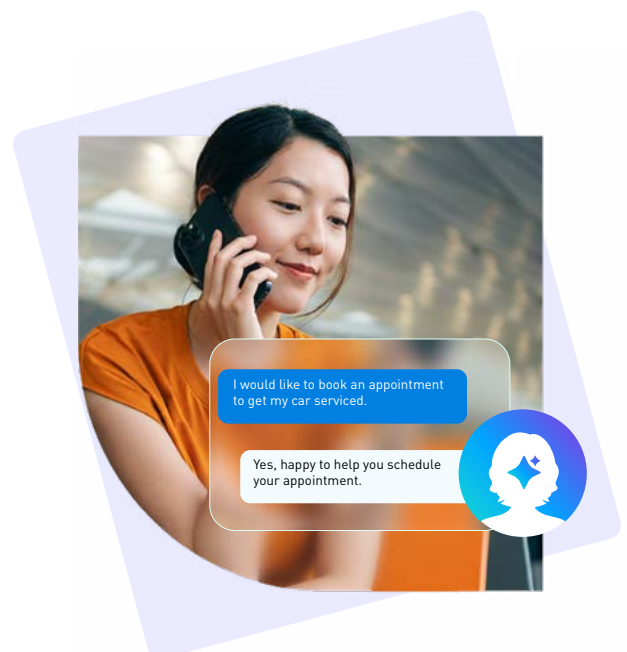 I would like to book an appointment
to get my car serviced.
Yes, happy to help you schedule
your appointment.